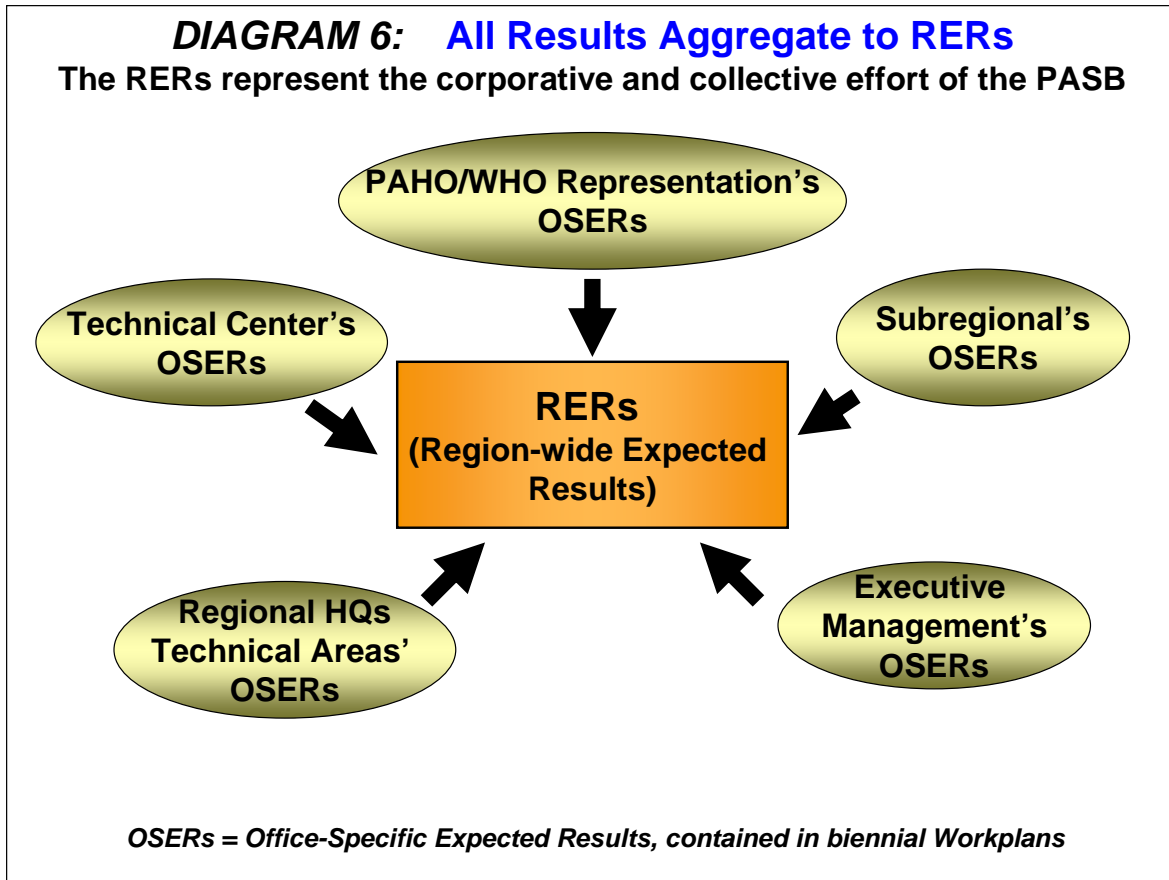 DIAGRAM 6: All Results Aggregate to RERs
The RERs represent the corporative and collective effort of the PASB
PAHO/WHO Representation's
OSERs
Technical Center's
OSERs
Subregional's
OSERs
RERs
(Region-wide Expected
Results)
Regional HQs
Technical Areas'
OSERs
Executive
Management's
OSERs
OSERs = Office-Specific Expected Results, contained in biennial Workplans